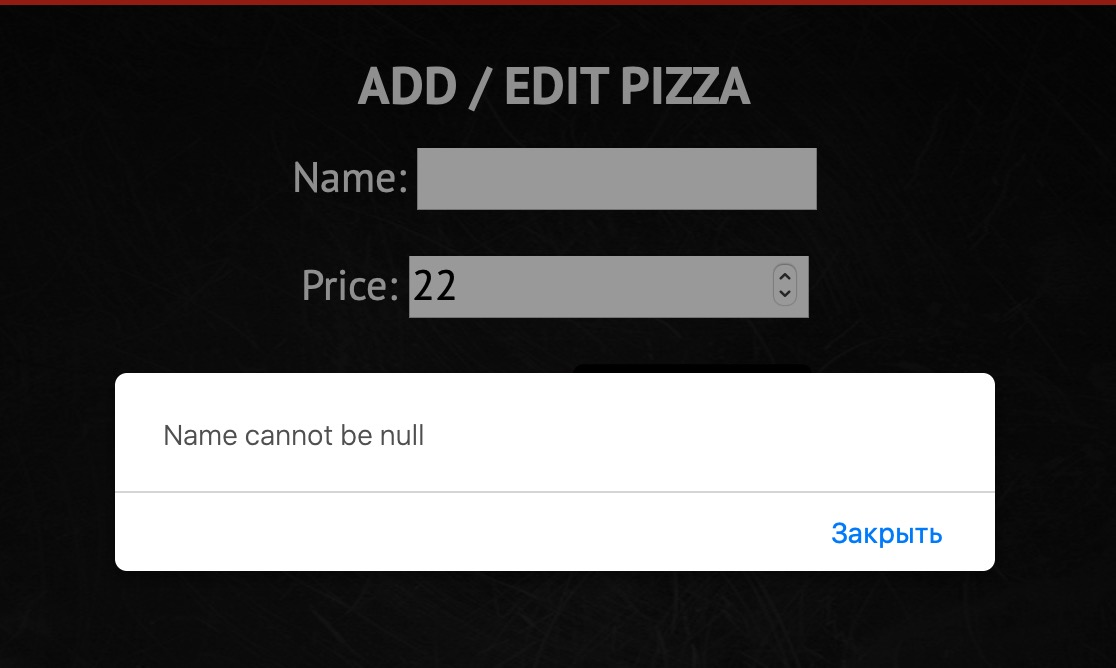 ADD / EDIT PIZZA
Name:
Price: 22
Name cannot be null
Закрыть